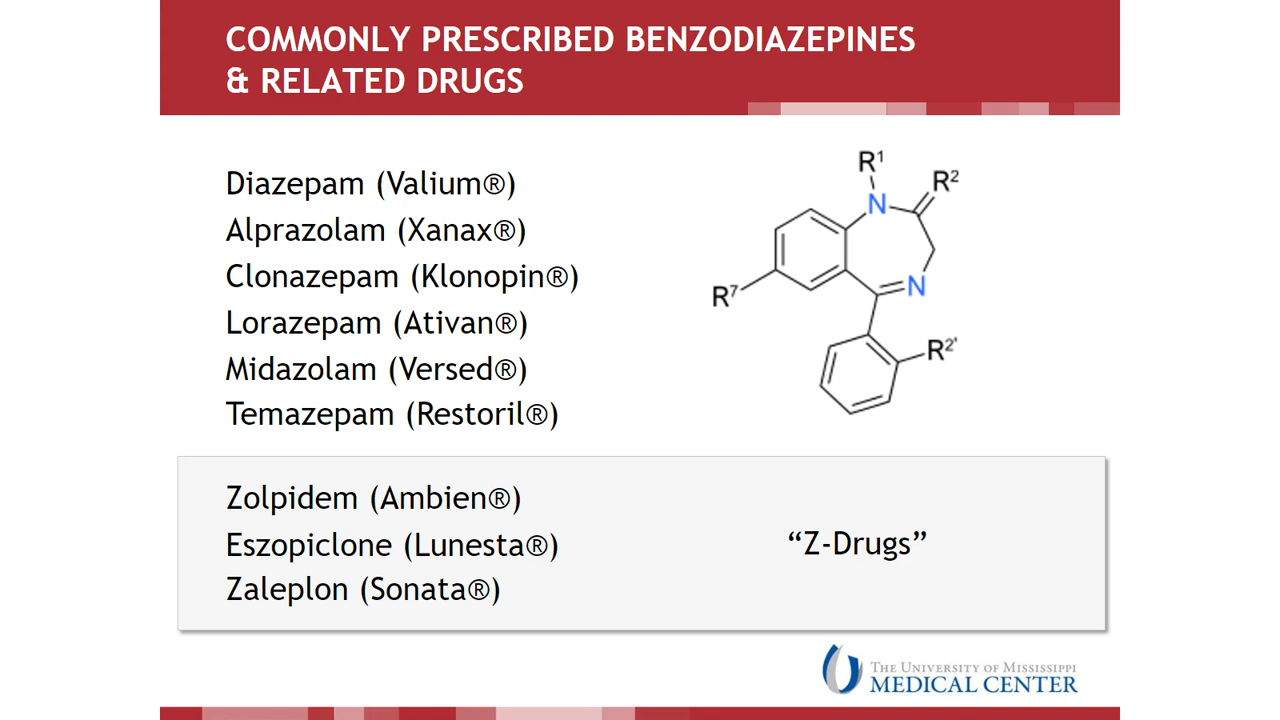 COMMONLY PRESCRIBED BENZODIAZEPINES
& RELATED DRUGS
Diazepam (Valium®)
Alprazolam (Xanax®)
Clonazepam (Klonopin®)
Lorazepam (Ativan®)
Midazolam (Versed®)
Temazepam (Restoril®)
R¹
R²
N
N
R⁷
R²'
Zolpidem (Ambien®)
Eszopiclone (Lunesta®)
Zaleplon (Sonata®)
“Z-Drugs”
THE UNIVERSITY OF MISSISSIPPI
MEDICAL CENTER